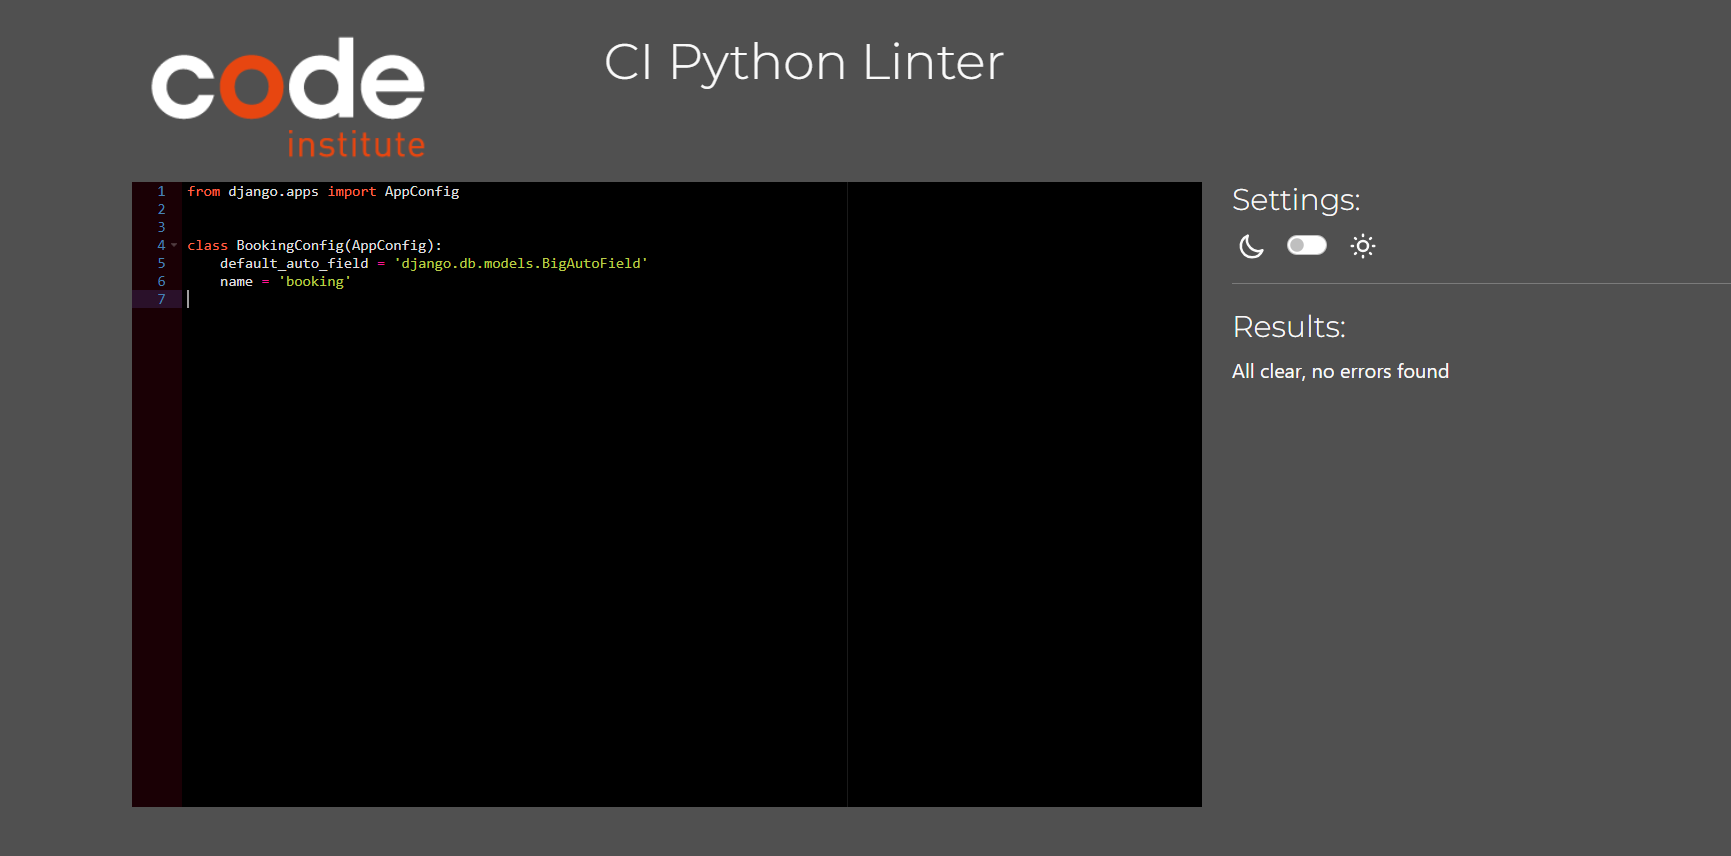 code
institute
CI Python Linter
1 from django.apps import AppConfig
2
3
4 class BookingConfig(AppConfig):
5     default_auto_field = 'django.db.models.BigAutoField'
6     name = 'booking'
7
Settings:
Results:
All clear, no errors found